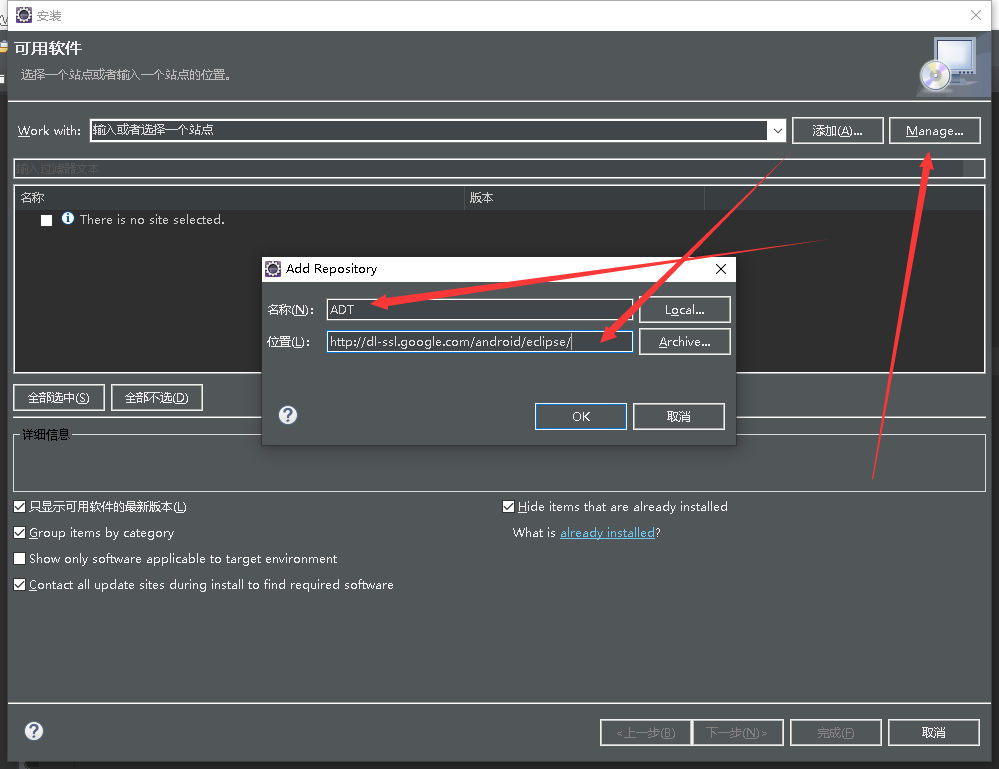 安装
可用软件
选择一个站点或者输入一个站点的位置。
Work with: 输入或者选择一个站点 添加(A)... Manage...
输入过滤器文本
名称 版本
There is no site selected.
Add Repository
名称(N): ADT Local...
位置(L): http://dl-ssl.google.com/android/eclipse/ Archive...
OK 取消
全部选中(S) 全部不选(D)
详细信息
只显示可用软件的最新版本(L) Hide items that are already installed
Group items by category What is already installed?
Show only software applicable to target environment
Contact all update sites during install to find required software
<上一步(B) 下一步(N)> 完成(F) 取消